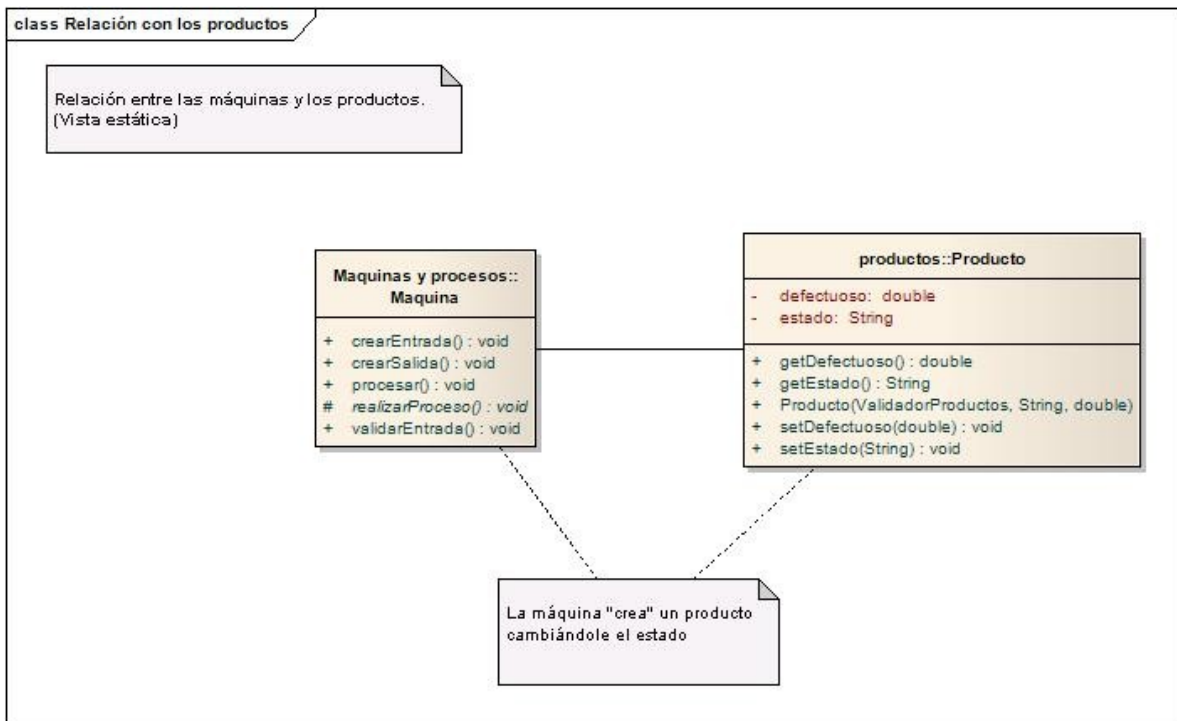 class Relación con los productos
Relación entre las máquinas y los productos.
(Vista estática)
Maquinas y procesos::
Maquina
+ crearEntrada() : void
+ crearSalida() : void
+ procesar() : void
# realizarProceso() : void
+ validarEntrada() : void
productos::Producto
- defectuoso: double
- estado: String
+ getDefectuoso() : double
+ getEstado() : String
+ Producto(ValidadorProductos, String, double)
+ setDefectuoso(double) : void
+ setEstado(String) : void
La máquina "crea" un producto
cambiándole el estado